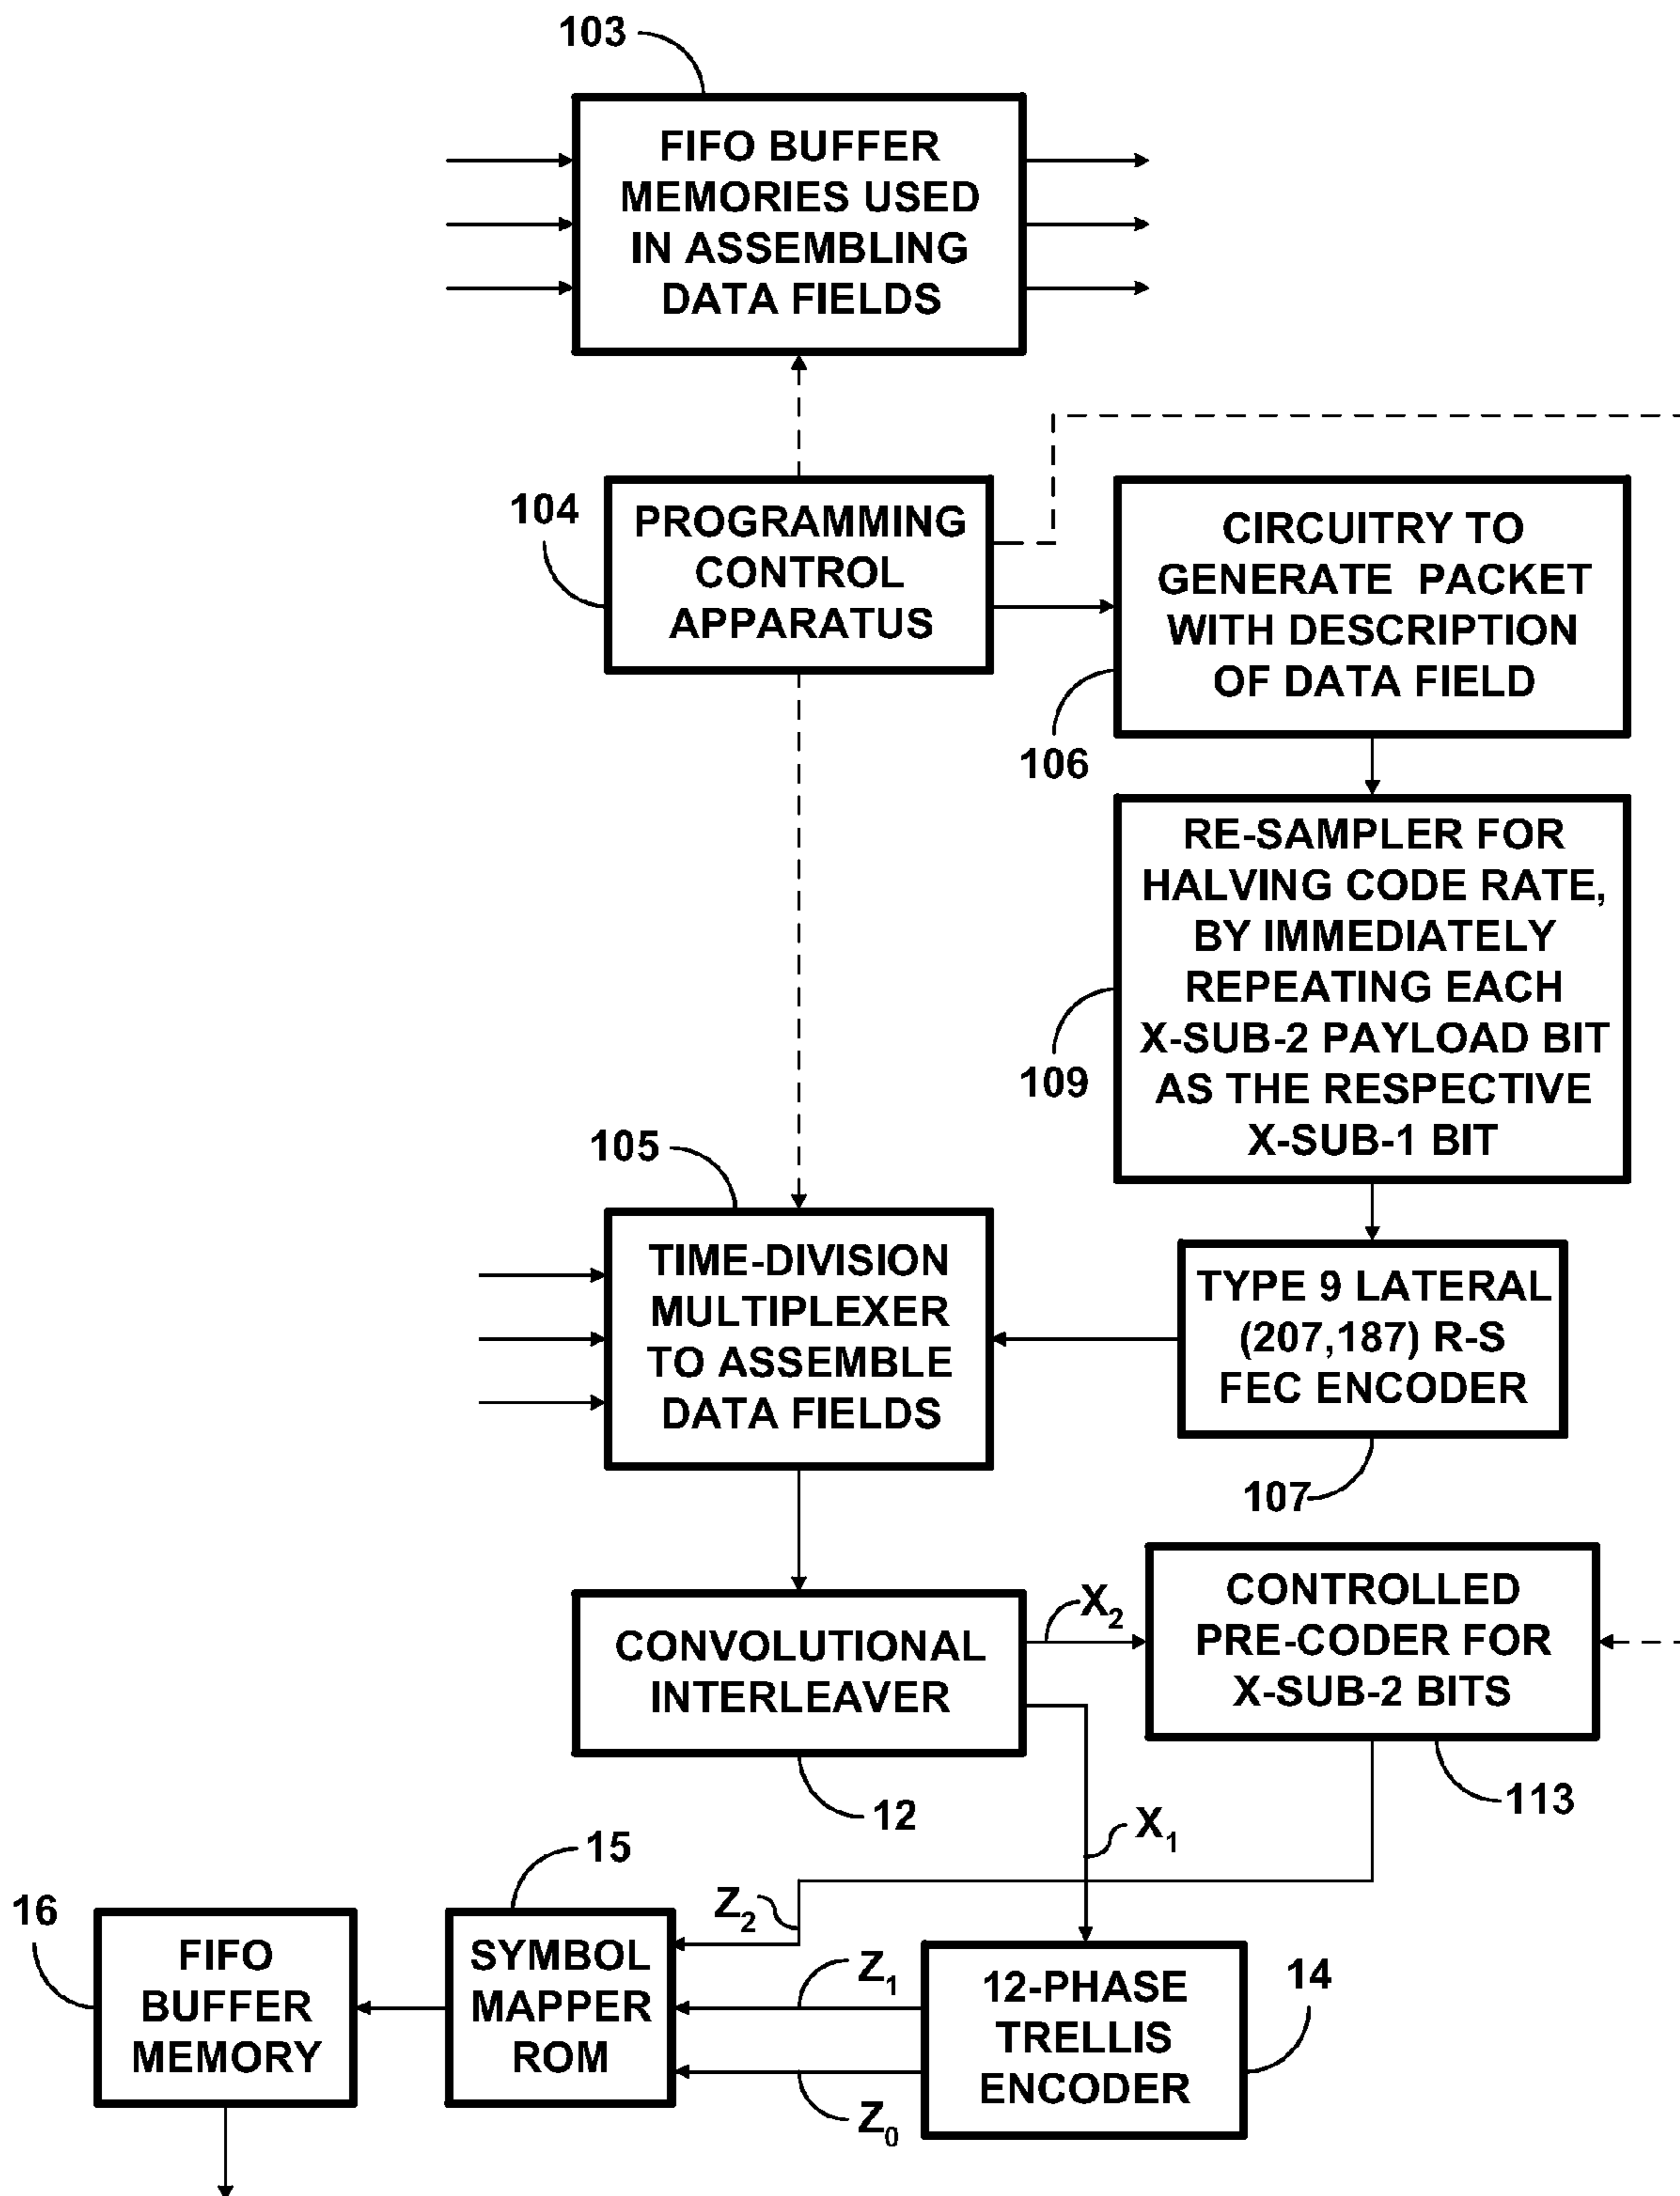 103
FIFO BUFFER
MEMORIES USED
IN ASSEMBLING
DATA FIELDS
104
PROGRAMMING
CONTROL
APPARATUS
CIRCUITRY TO
GENERATE PACKET
WITH DESCRIPTION
OF DATA FIELD
106
RE-SAMPLER FOR
HALVING CODE RATE,
BY IMMEDIATELY
REPEATING EACH
X-SUB-2 PAYLOAD BIT
AS THE RESPECTIVE
X-SUB-1 BIT
109
105
TIME-DIVISION
MULTIPLEXER
TO ASSEMBLE
DATA FIELDS
TYPE 9 LATERAL
(207,187) R-S
FEC ENCODER
107
CONVOLUTIONAL
INTERLEAVER
12
X₂
CONTROLLED
PRE-CODER FOR
X-SUB-2 BITS
113
X₁
15
16
FIFO
BUFFER
MEMORY
SYMBOL
MAPPER
ROM
Z₂
Z₁
Z₀
12-PHASE
TRELLIS
ENCODER
14